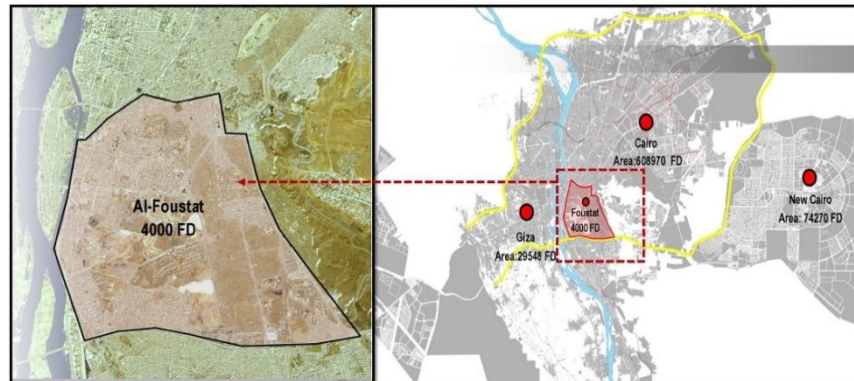 Al-Foustat
4000 FD
Cairo
Area:608970 FD
New Cairo
Area: 74270 FD
Foustat
4000 FD
Giza
Area:29548 FD